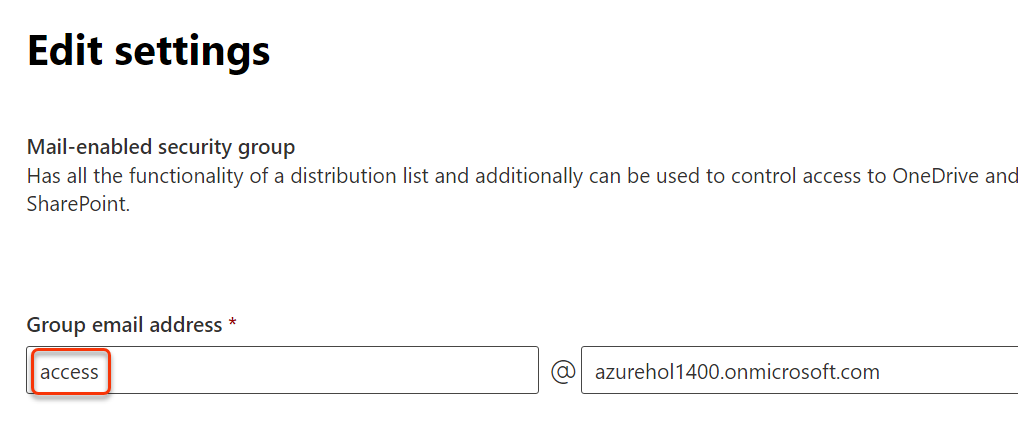 Edit settings
Mail-enabled security group
Has all the functionality of a distribution list and additionally can be used to control access to OneDrive and
SharePoint.
Group email address *
access @ azurehol1400.onmicrosoft.com